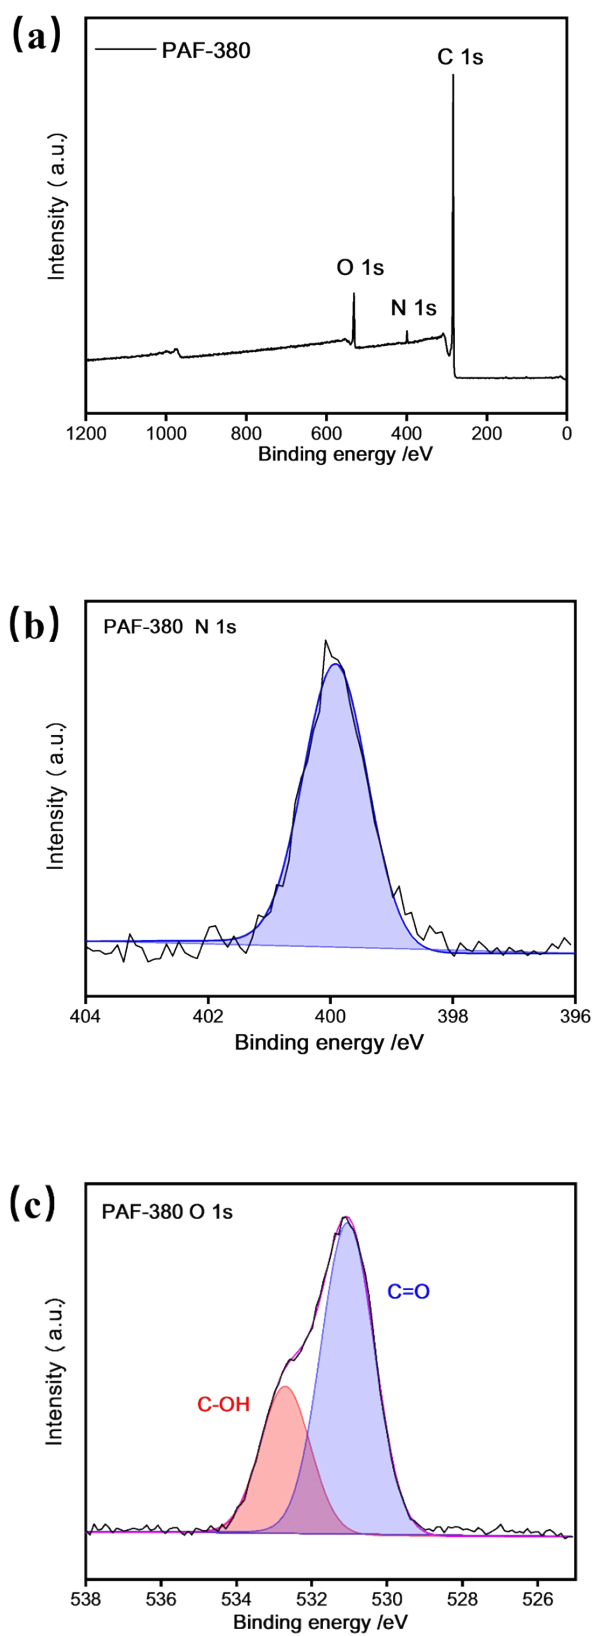 (a)
PAF-380
C 1s
O 1s
N 1s
Intensity ( a.u.)
1200 1000 800 600 400 200 0
Binding energy /eV
(b)
PAF-380 N 1s
Intensity ( a.u.)
404 402 400 398 396
Binding energy /eV
(c)
PAF-380 O 1s
C=O
C-OH
Intensity ( a.u.)
538 536 534 532 530 528 526
Binding energy /eV